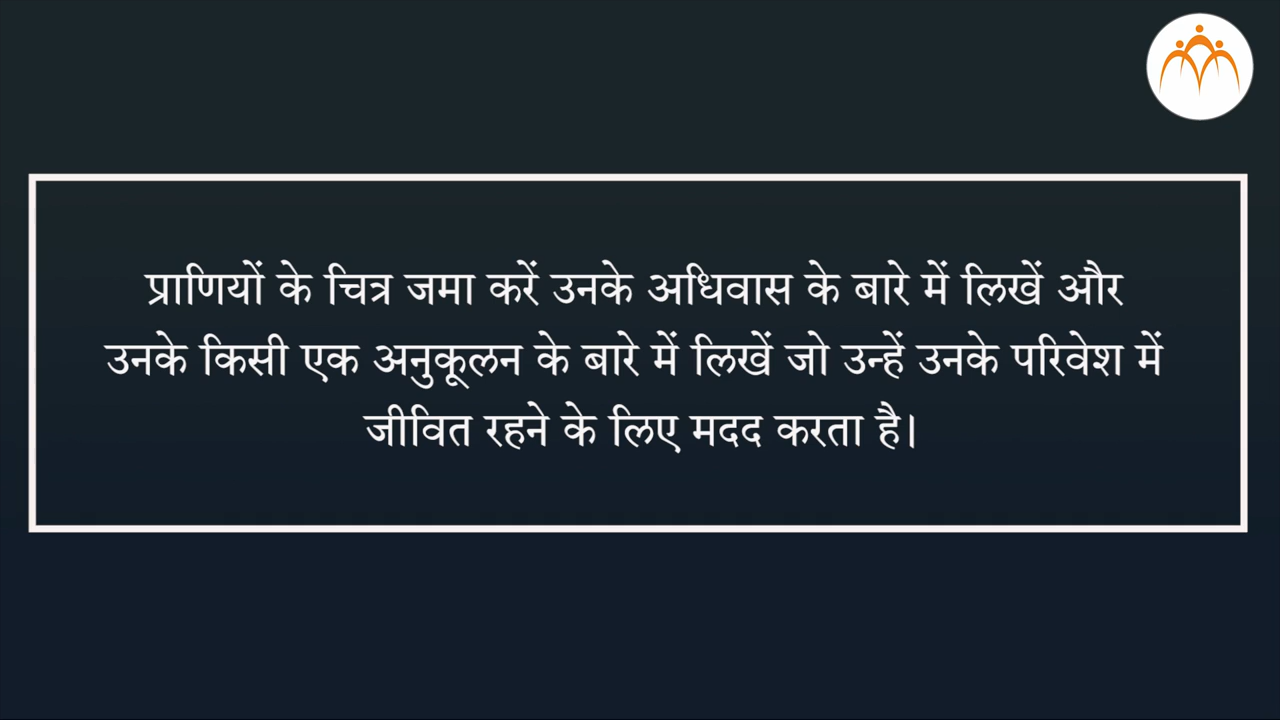 प्राणियों के चित्र जमा करें उनके अधिवास के बारे में लिखें और
उनके किसी एक अनुकूलन के बारे में लिखें जो उन्हें उनके परिवेश में
जीवित रहने के लिए मदद करता है।